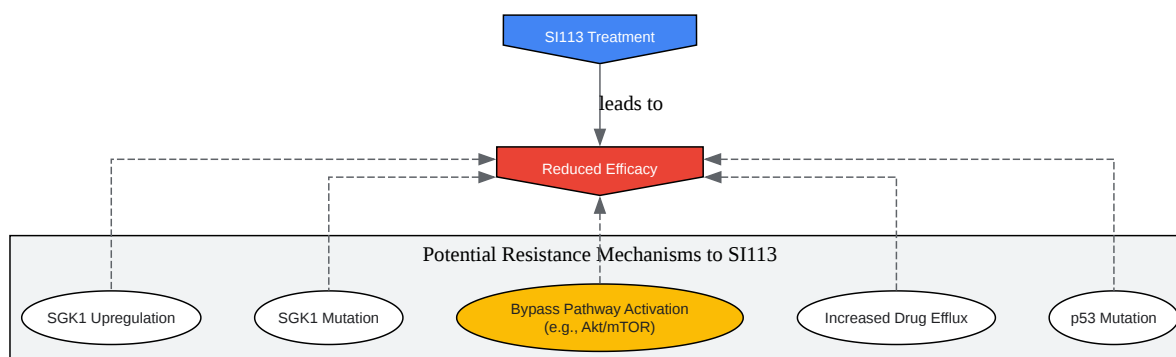 SI113 Treatment
leads to
Reduced Efficacy
Potential Resistance Mechanisms to SI113
SGK1 Upregulation
SGK1 Mutation
Bypass Pathway Activation
(e.g., Akt/mTOR)
Increased Drug Efflux
p53 Mutation